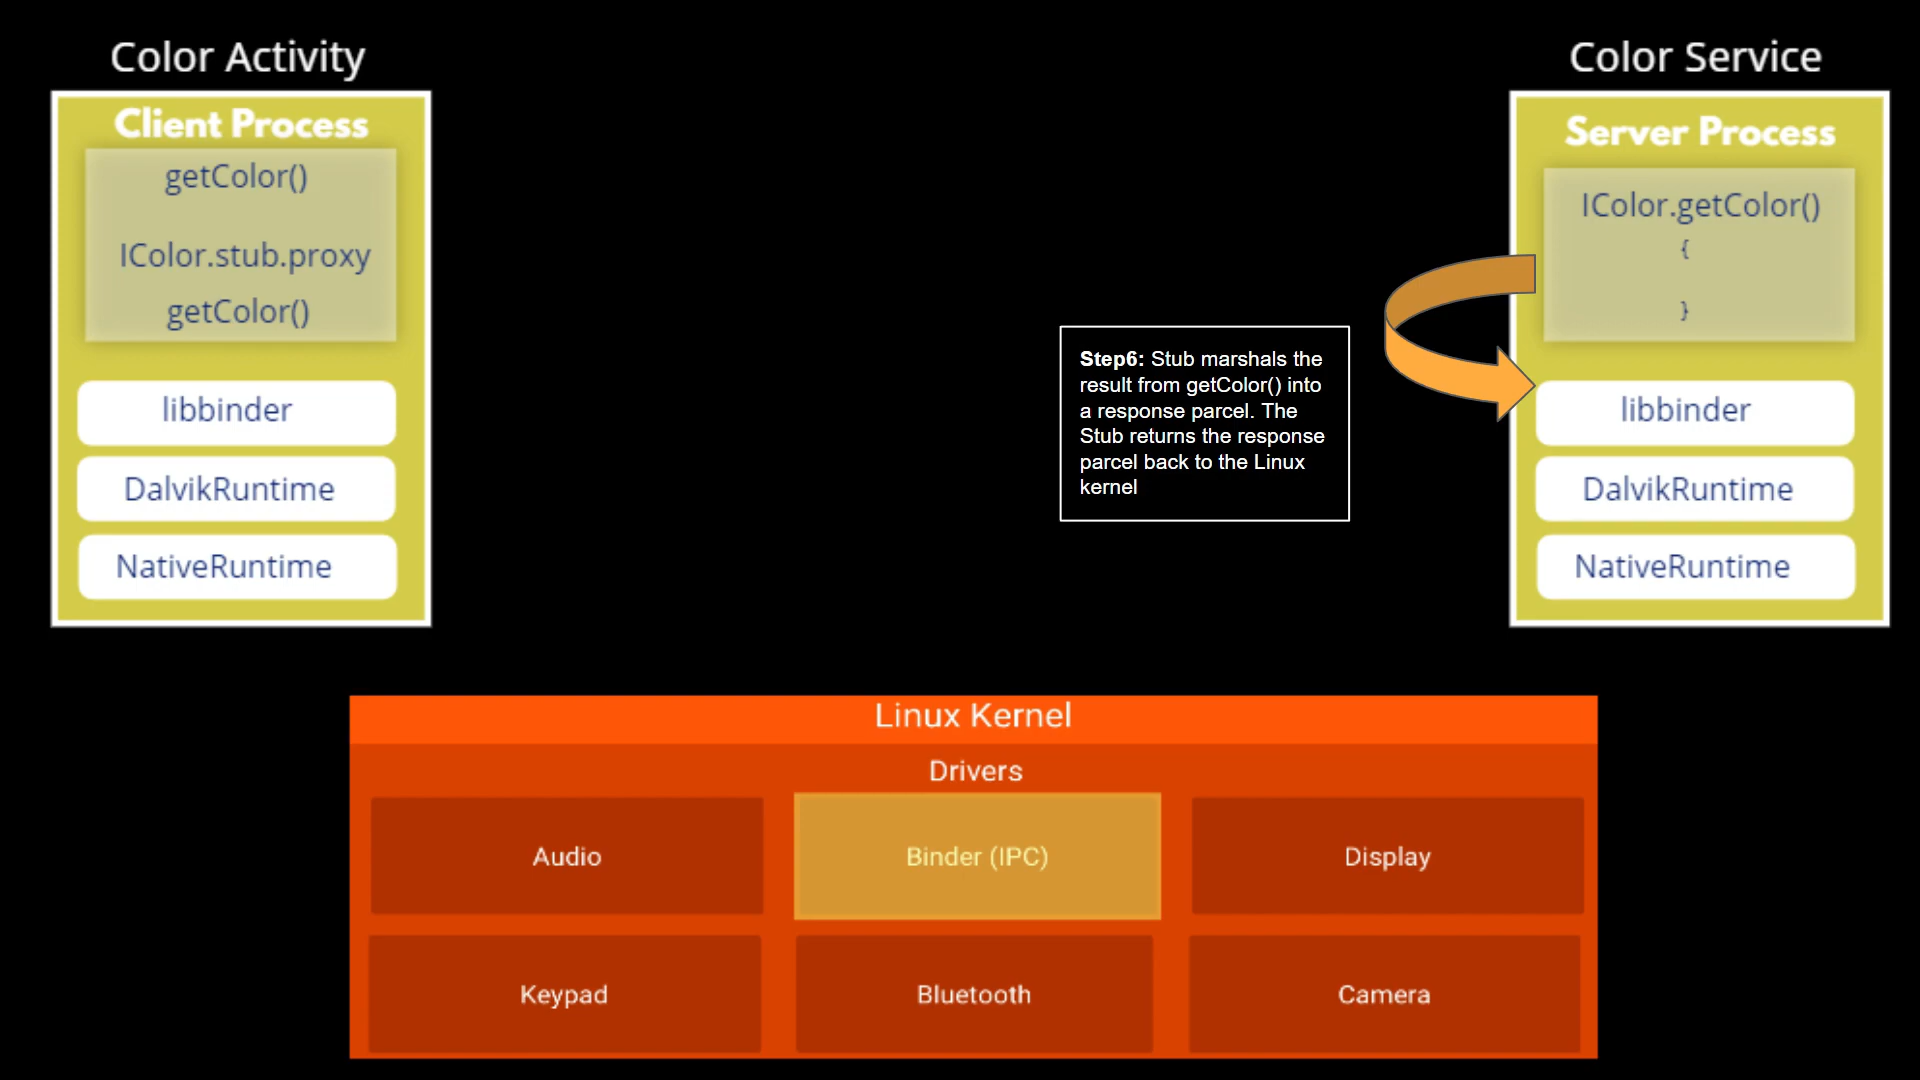 Color Activity
Client Process
getColor()
IColor.stub.proxy
getColor()
libbinder
DalvikRuntime
NativeRuntime
Step6: Stub marshals the
result from getColor() into
a response parcel. The
Stub returns the response
parcel back to the Linux
kernel
Color Service
Server Process
IColor.getColor()
{
}
libbinder
DalvikRuntime
NativeRuntime
Linux Kernel
Drivers
Audio
Binder (IPC)
Display
Keypad
Bluetooth
Camera